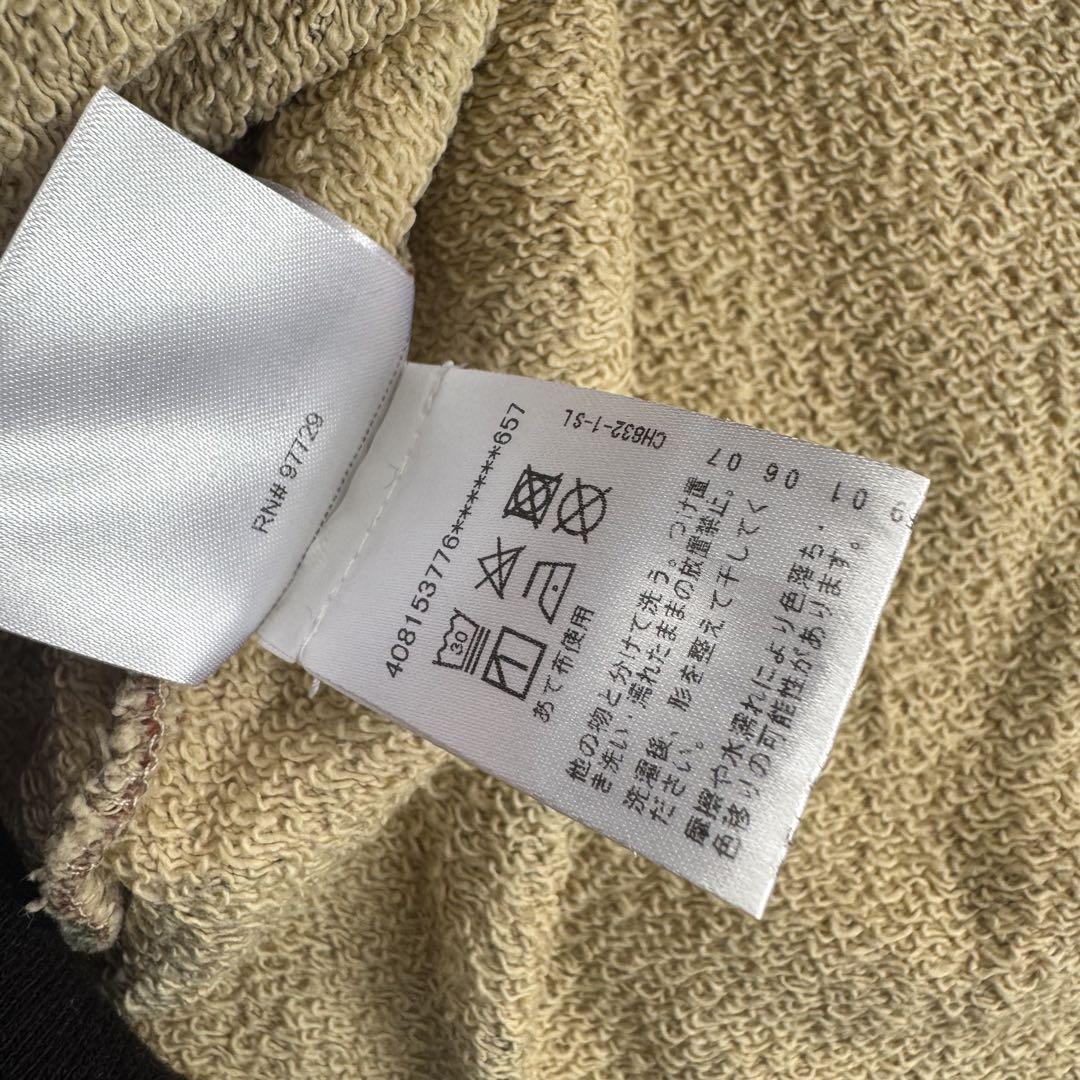 RN# 97729
408153776*******657
30
あて布使用
他の物と分けて洗う。つけ置
き洗い・濡れたままの放置禁止。
洗濯後、形を整えて干してく
ださい。
摩擦や水濡れにより色落ち・
色移りの可能性があります。
CH832-1-SL
01 06 07